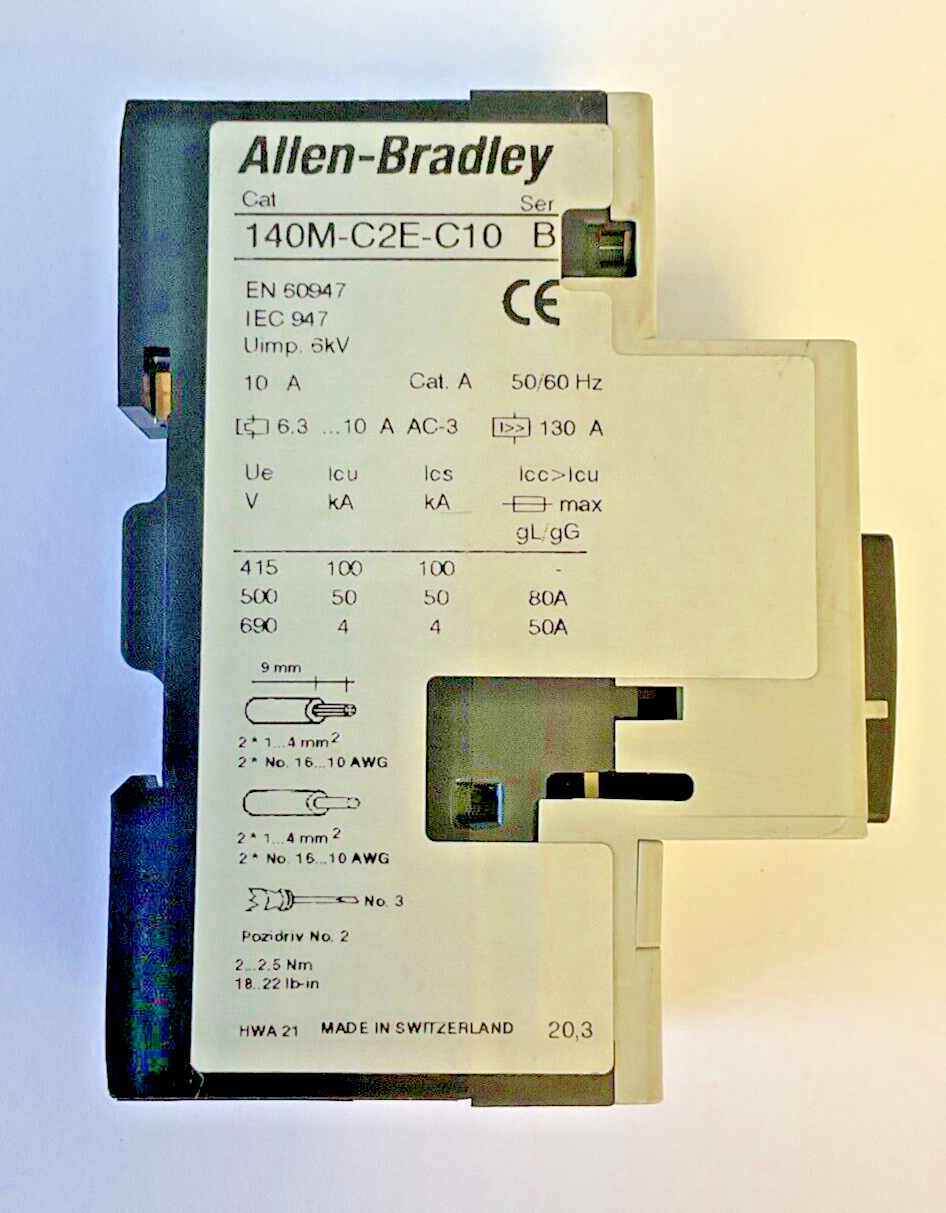 Allen-Bradley
Cat Ser
140M-C2E-C10 B
EN 60947
IEC 947
Uimp. 6kV
CE
10 A Cat. A 50/60 Hz
6.3 ...10 A AC-3 I>> 130 A
Ue Icu Ics Icc>Icu
V kA kA max
gL/gG
415 100 100 -
500 50 50 80A
690 4 4 50A
9 mm
2 * 1...4 mm²
2 * No. 16...10 AWG
2 * 1...4 mm²
2 * No. 16...10 AWG
No. 3
Pozidriv No. 2
2...2.5 Nm
18..22 lb-in
HWA 21 MADE IN SWITZERLAND 20,3